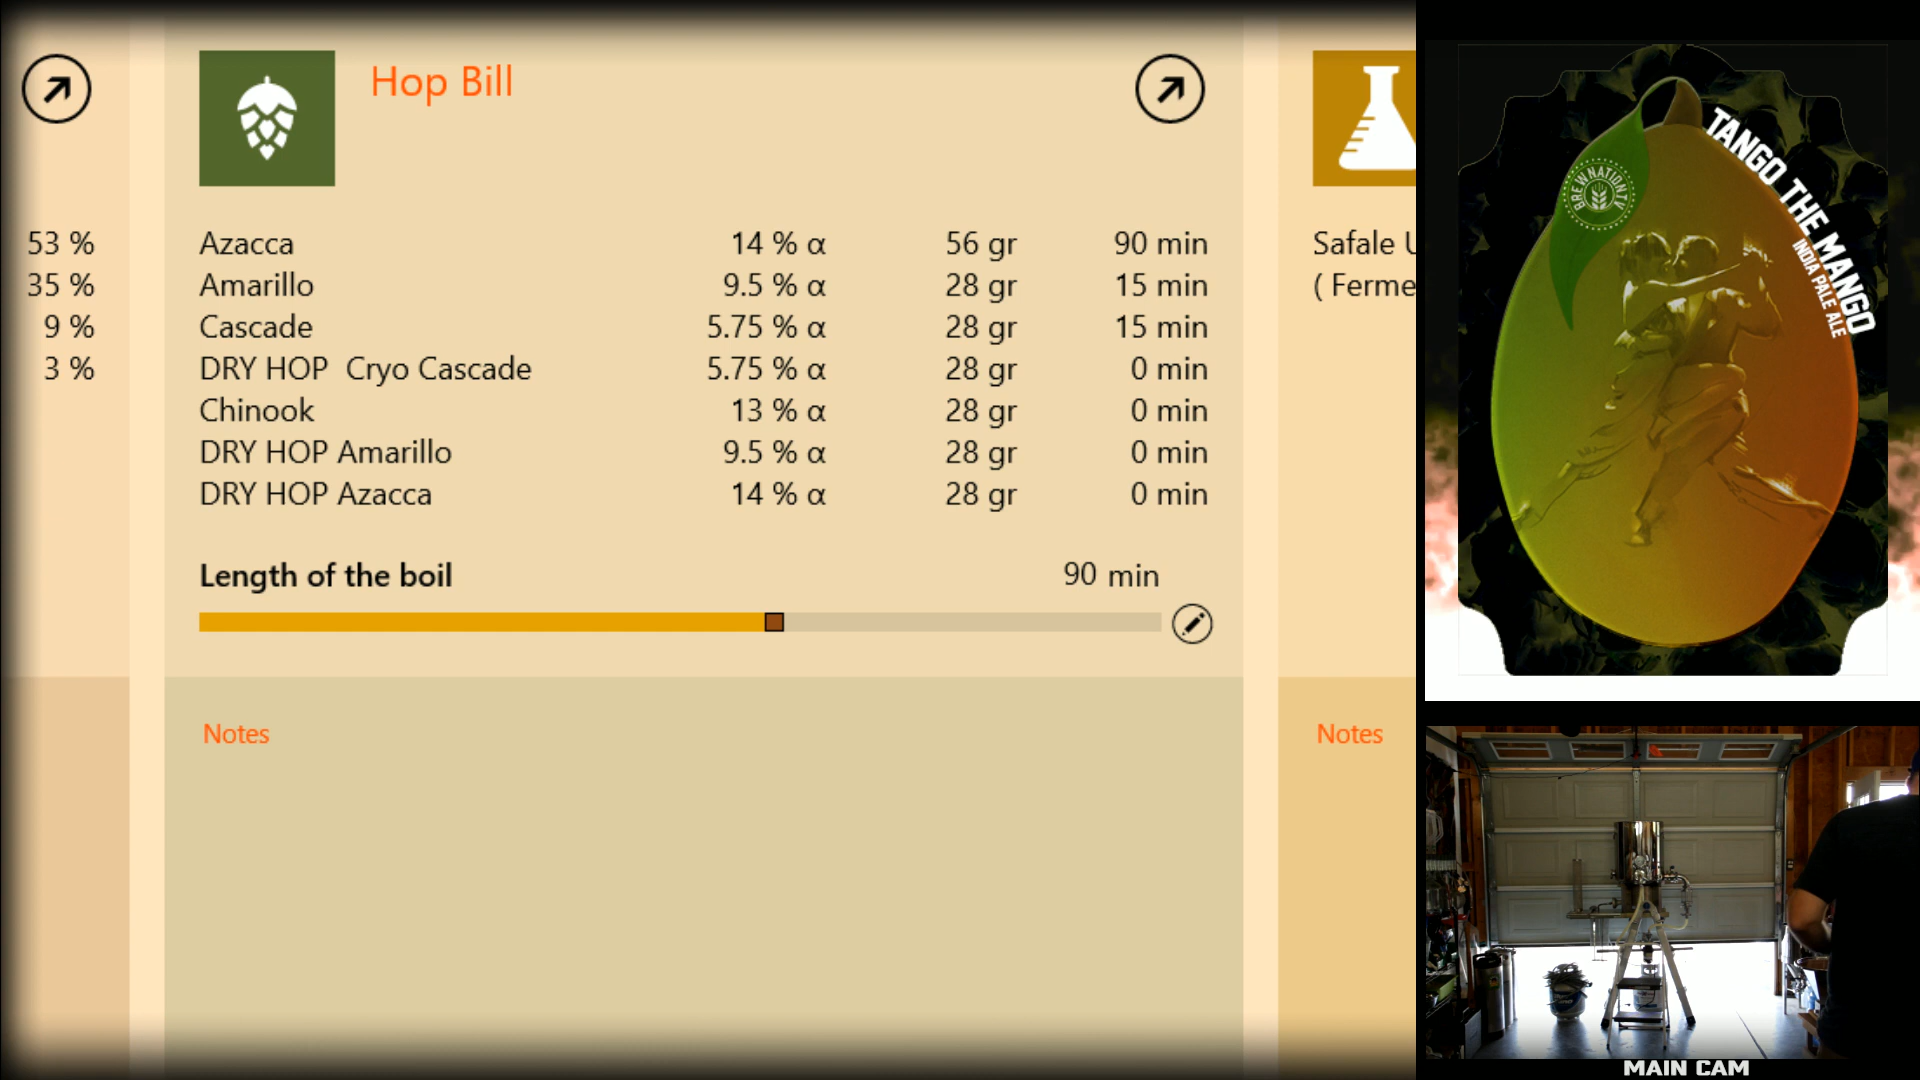 Hop Bill
53 %
35 %
9 %
3 %
Azacca 14 % α 56 gr 90 min
Amarillo 9.5 % α 28 gr 15 min
Cascade 5.75 % α 28 gr 15 min
DRY HOP Cryo Cascade 5.75 % α 28 gr 0 min
Chinook 13 % α 28 gr 0 min
DRY HOP Amarillo 9.5 % α 28 gr 0 min
DRY HOP Azacca 14 % α 28 gr 0 min
Length of the boil 90 min
Notes
Safale U
( Ferme
Notes
TANGO THE MANGO
INDIA PALE ALE
BREWNATIONTV
MAIN CAM